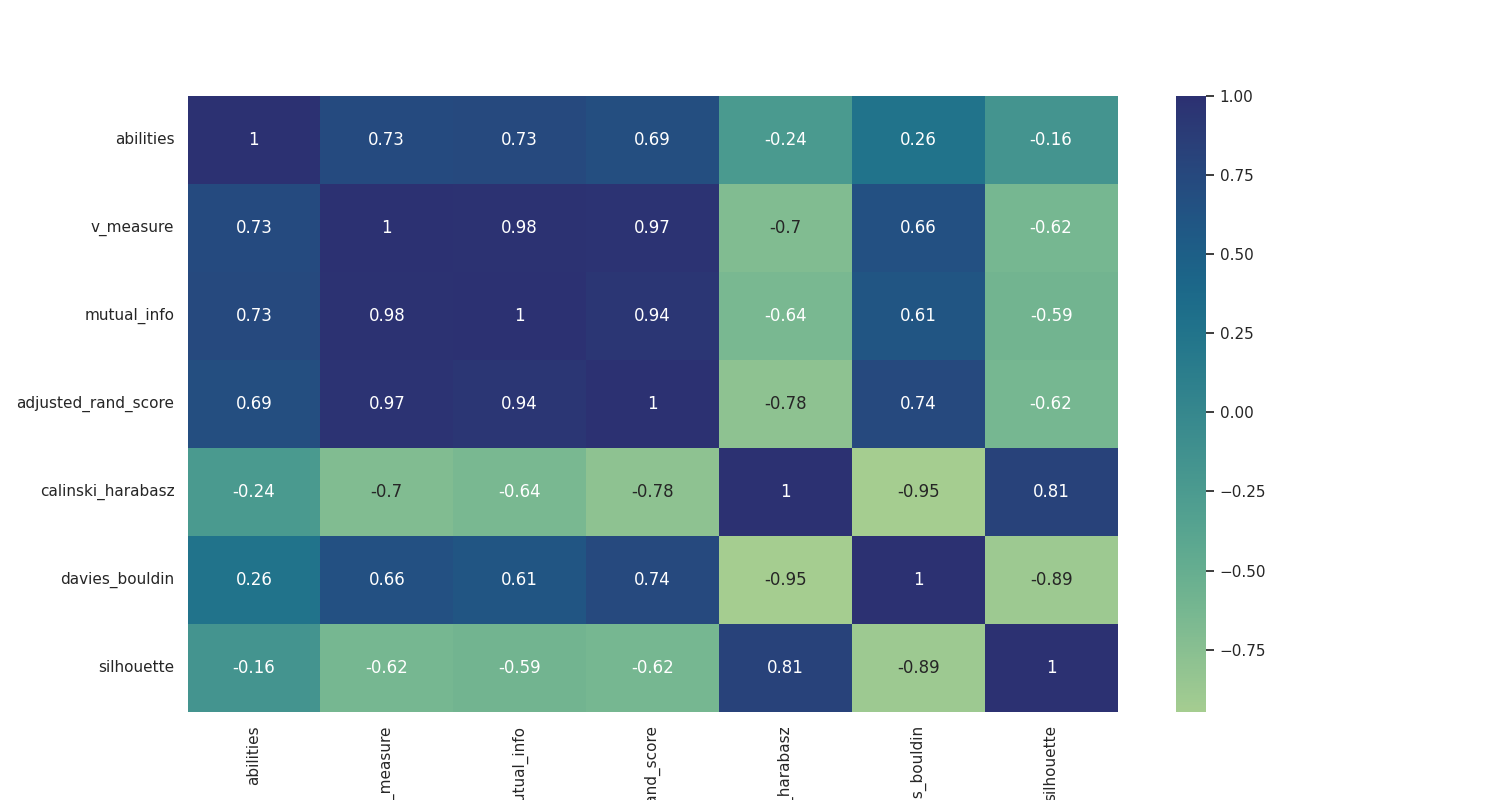 abilities 1 0.73 0.73 0.69 -0.24 0.26 -0.16
v_measure 0.73 1 0.98 0.97 -0.7 0.66 -0.62
mutual_info 0.73 0.98 1 0.94 -0.64 0.61 -0.59
adjusted_rand_score 0.69 0.97 0.94 1 -0.78 0.74 -0.62
calinski_harabasz -0.24 -0.7 -0.64 -0.78 1 -0.95 0.81
davies_bouldin 0.26 0.66 0.61 0.74 -0.95 1 -0.89
silhouette -0.16 -0.62 -0.59 -0.62 0.81 -0.89 1
abilities
_measure
utual_info
and_score
_harabasz
s_bouldin
silhouette
1.00
0.75
0.50
0.25
0.00
−0.25
−0.50
−0.75